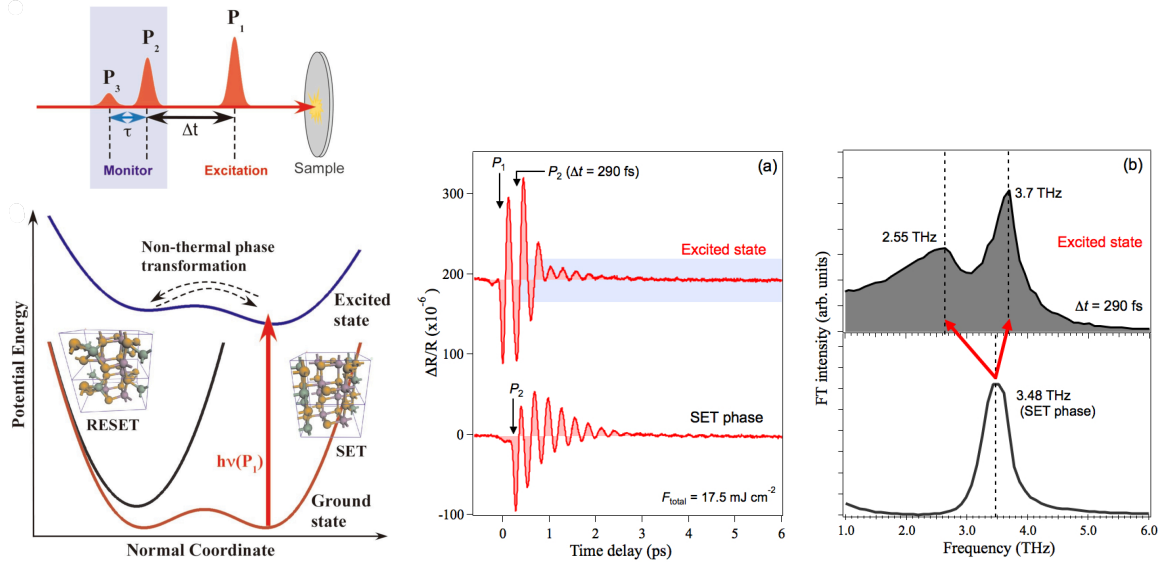 P1
P2
P3
τ
Δt
Monitor
Excitation
Sample
Non-thermal phase
transformation
Excited
state
RESET
SET
hν(P1)
Ground
state
Potential Energy
Normal Coordinate
(a)
P1
P2 (Δt = 290 fs)
300
Excited state
200
100
P2
SET phase
0
Ftotal = 17.5 mJ cm-2
-100
0 1 2 3 4 5 6
Time delay (ps)
ΔR/R (x10-6)
(b)
3.7 THz
2.55 THz
Excited state
Δt = 290 fs
3.48 THz
(SET phase)
1.0 2.0 3.0 4.0 5.0 6.0
Frequency (THz)
FT intensity (arb. units)